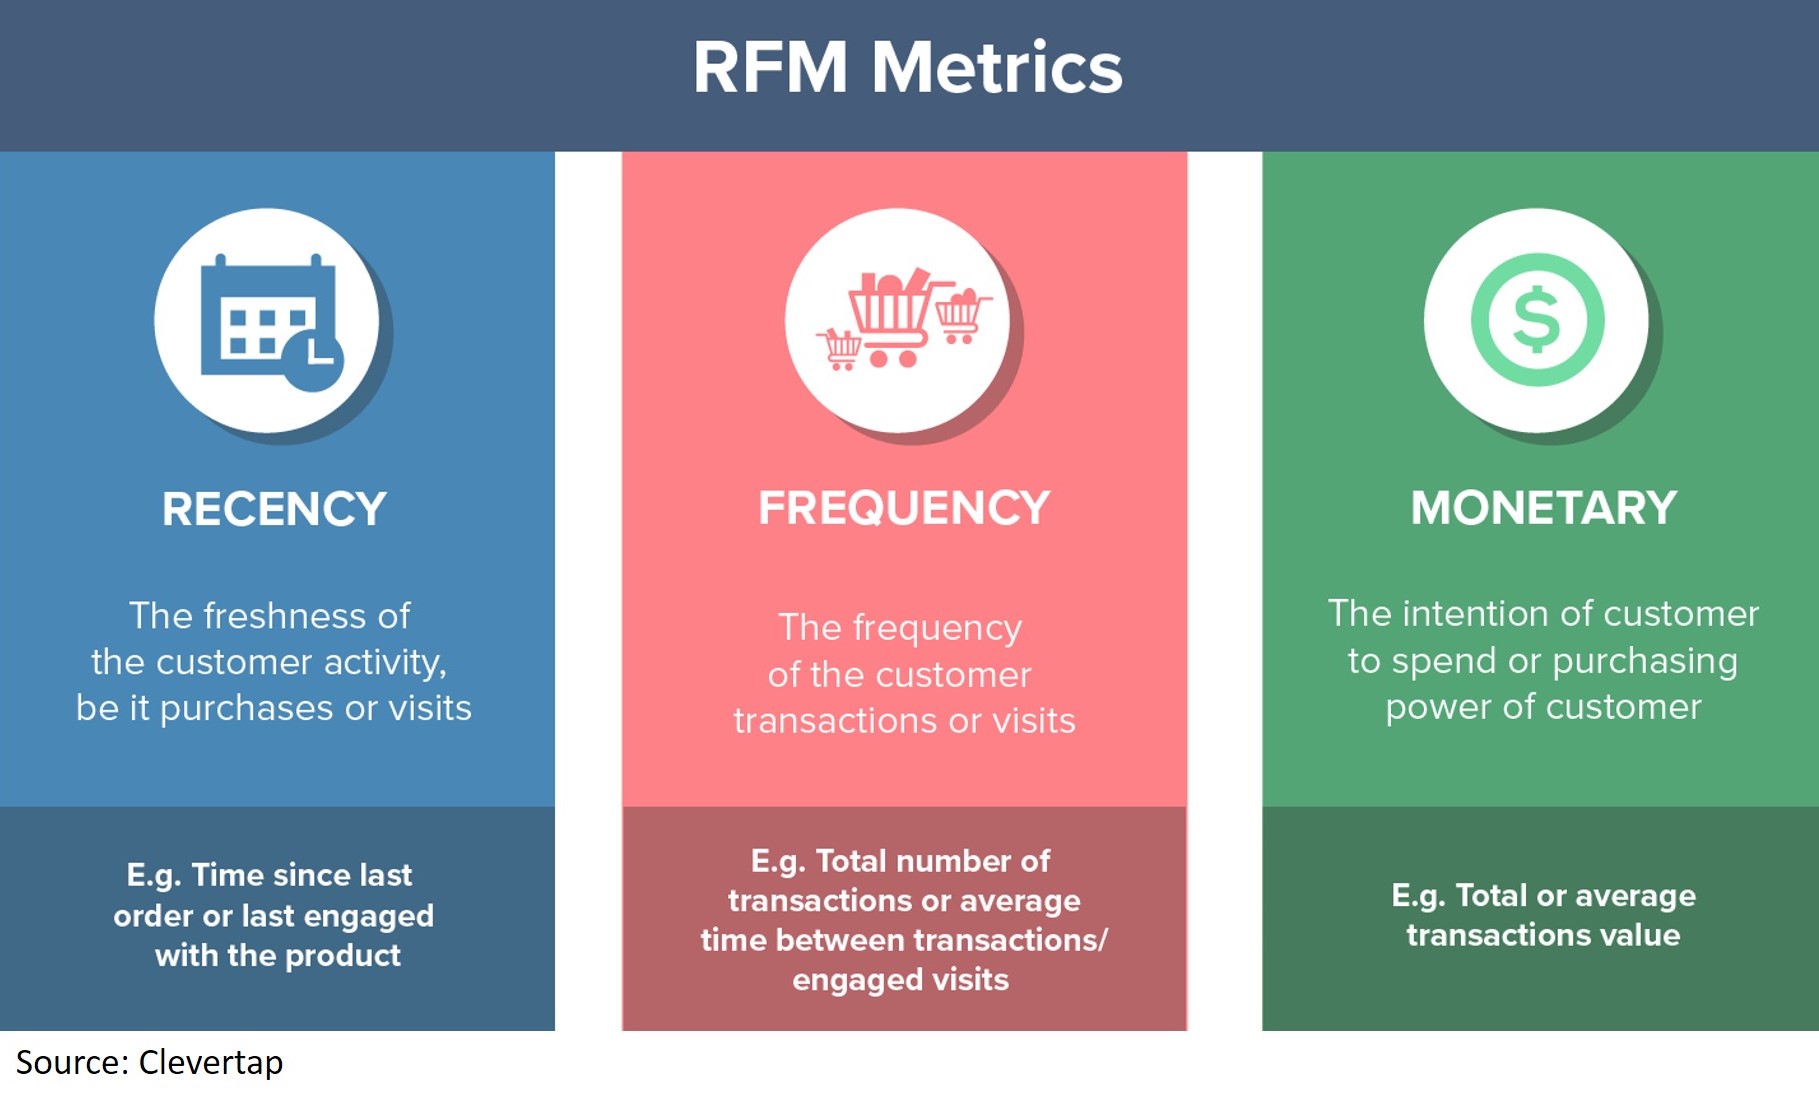 RFM Metrics
RECENCY
The freshness of
the customer activity,
be it purchases or visits
E.g. Time since last
order or last engaged
with the product
FREQUENCY
The frequency
of the customer
transactions or visits
E.g. Total number of
transactions or average
time between transactions/
engaged visits
$
MONETARY
The intention of customer
to spend or purchasing
power of customer
E.g. Total or average
transactions value
Source: Clevertap